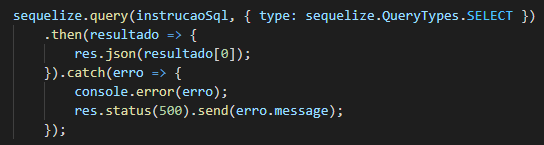 sequelize.query(instrucaoSql, { type: sequelize.QueryTypes.SELECT })
    .then(resultado => {
        res.json(resultado[0]);
    }).catch(erro => {
        console.error(erro);
        res.status(500).send(erro.message);
    });